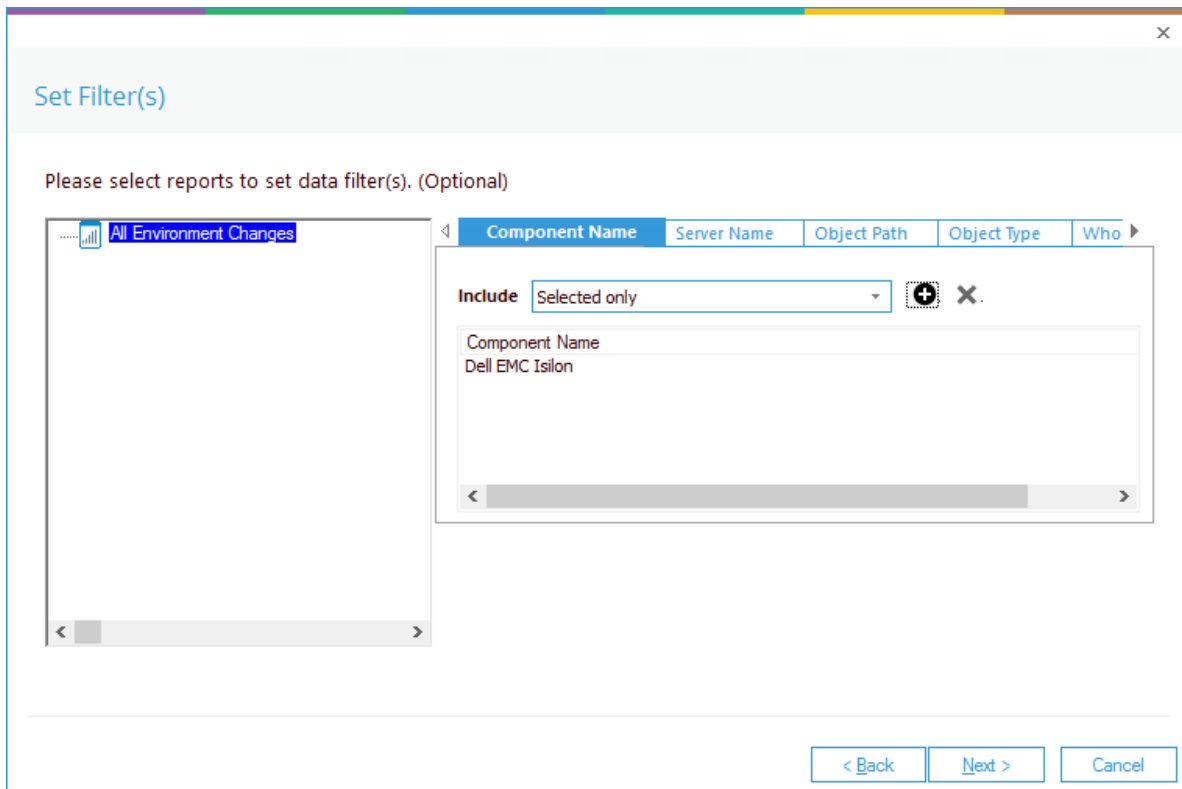 Set Filter(s)
Please select reports to set data filter(s). (Optional)
All Environment Changes
Component Name Server Name Object Path Object Type Who
Include Selected only
Component Name
Dell EMC Isilon
< Back Next > Cancel